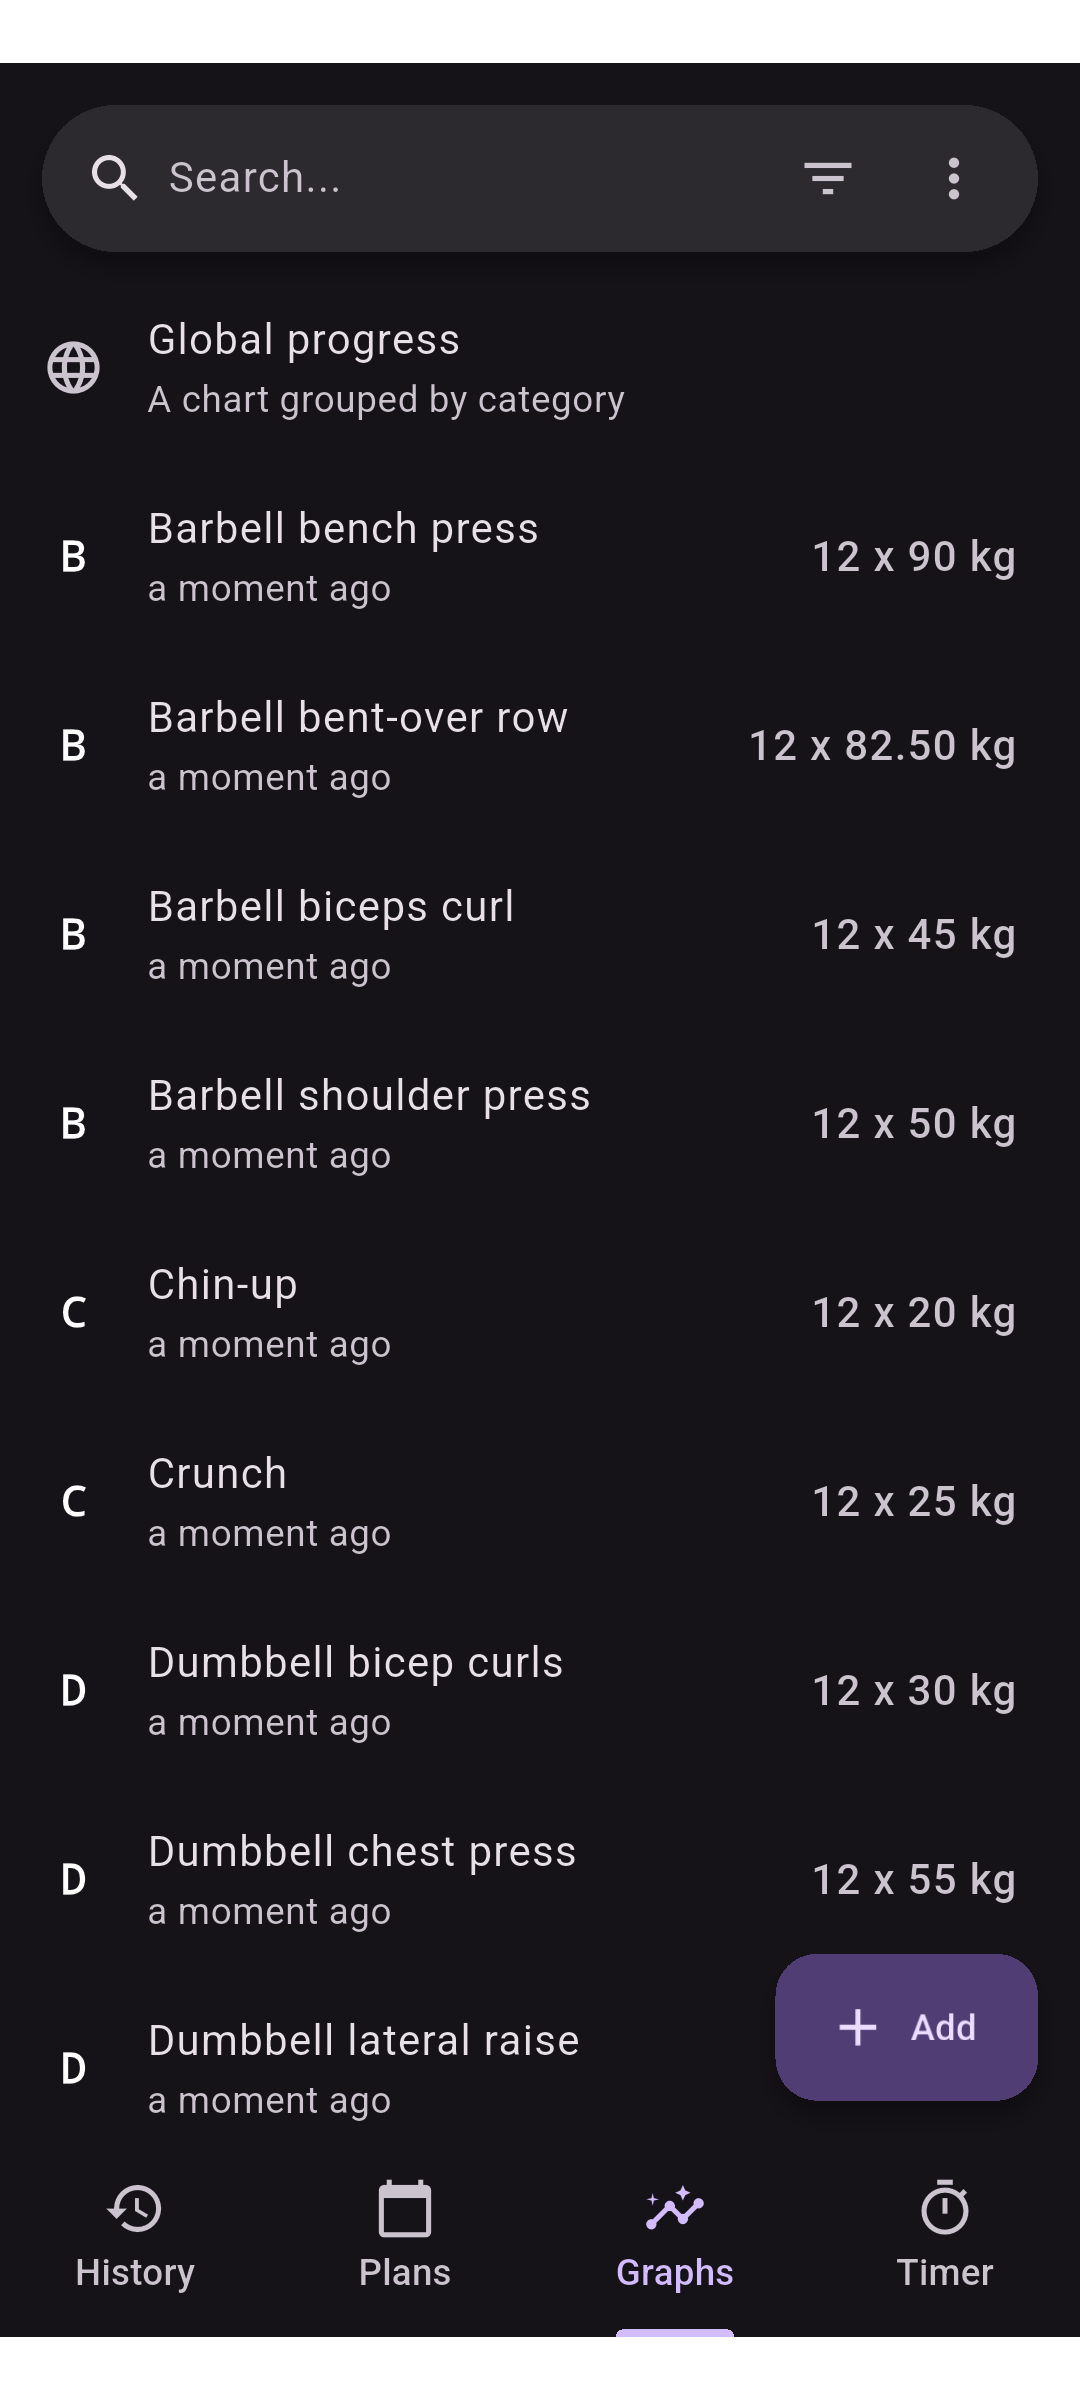 Search...
Global progress
A chart grouped by category
B
Barbell bench press
a moment ago
12 x 90 kg
B
Barbell bent-over row
a moment ago
12 x 82.50 kg
B
Barbell biceps curl
a moment ago
12 x 45 kg
B
Barbell shoulder press
a moment ago
12 x 50 kg
C
Chin-up
a moment ago
12 x 20 kg
C
Crunch
a moment ago
12 x 25 kg
D
Dumbbell bicep curls
a moment ago
12 x 30 kg
D
Dumbbell chest press
a moment ago
12 x 55 kg
D
Dumbbell lateral raise
a moment ago
Add
History
Plans
Graphs
Timer